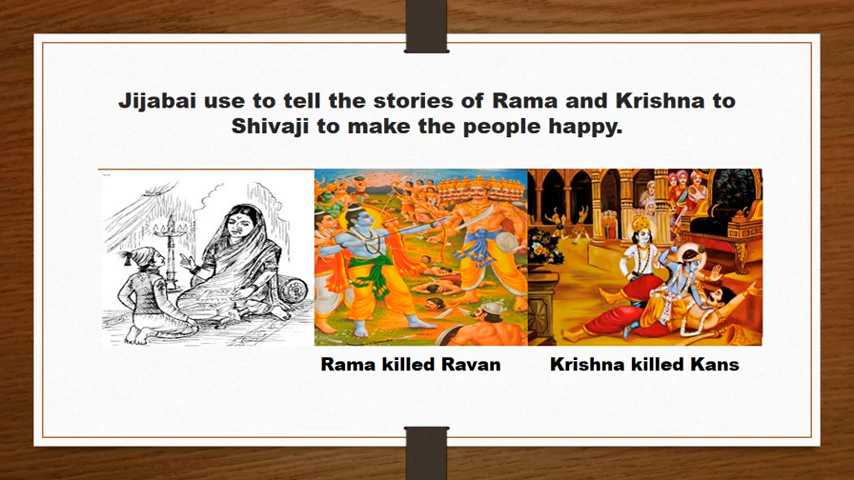 Jijabai use to tell the stories of Rama and Krishna to
Shivaji to make the people happy.
Rama killed Ravan
Krishna killed Kans